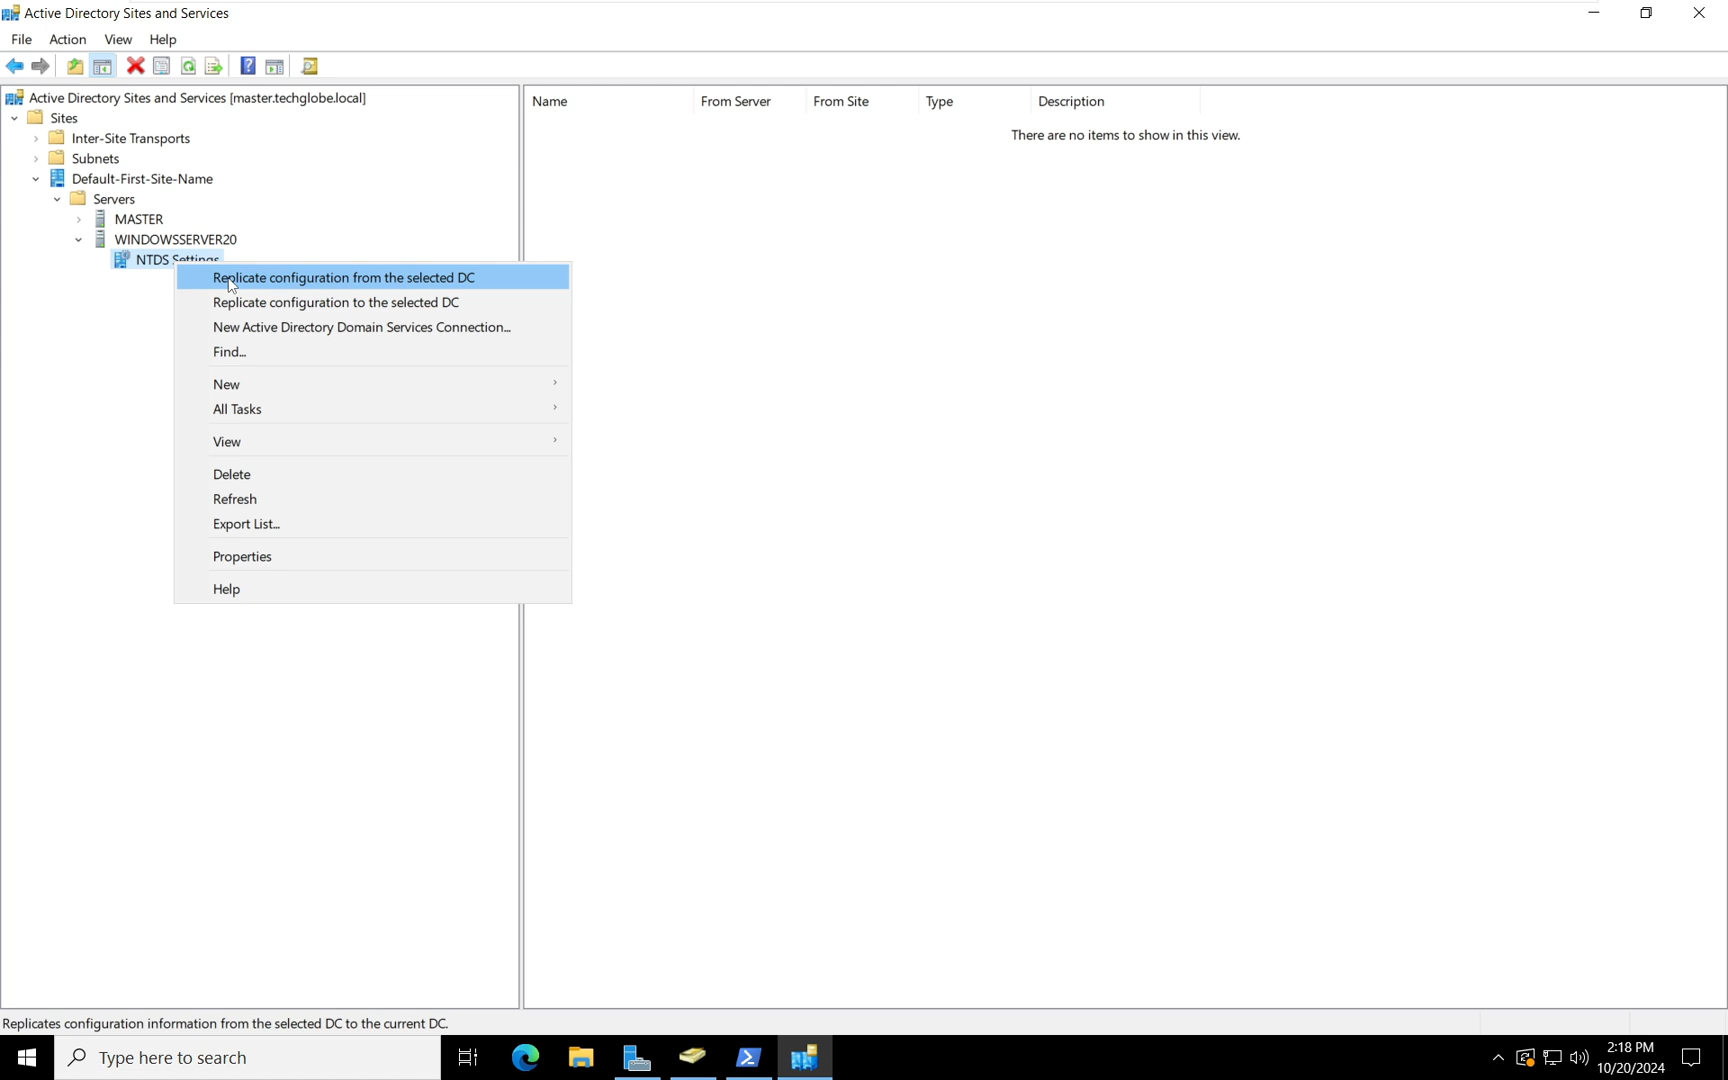 Active Directory Sites and Services
File Action View Help
Active Directory Sites and Services [master.techglobe.local]
Sites
Inter-Site Transports
Subnets
Default-First-Site-Name
Servers
MASTER
WINDOWSSERVER20
NTDS Settings
Replicate configuration from the selected DC
Replicate configuration to the selected DC
New Active Directory Domain Services Connection...
Find...
New
All Tasks
View
Delete
Refresh
Export List...
Properties
Help
Name From Server From Site Type Description
There are no items to show in this view.
Replicates configuration information from the selected DC to the current DC.
Type here to search
2:18 PM
10/20/2024